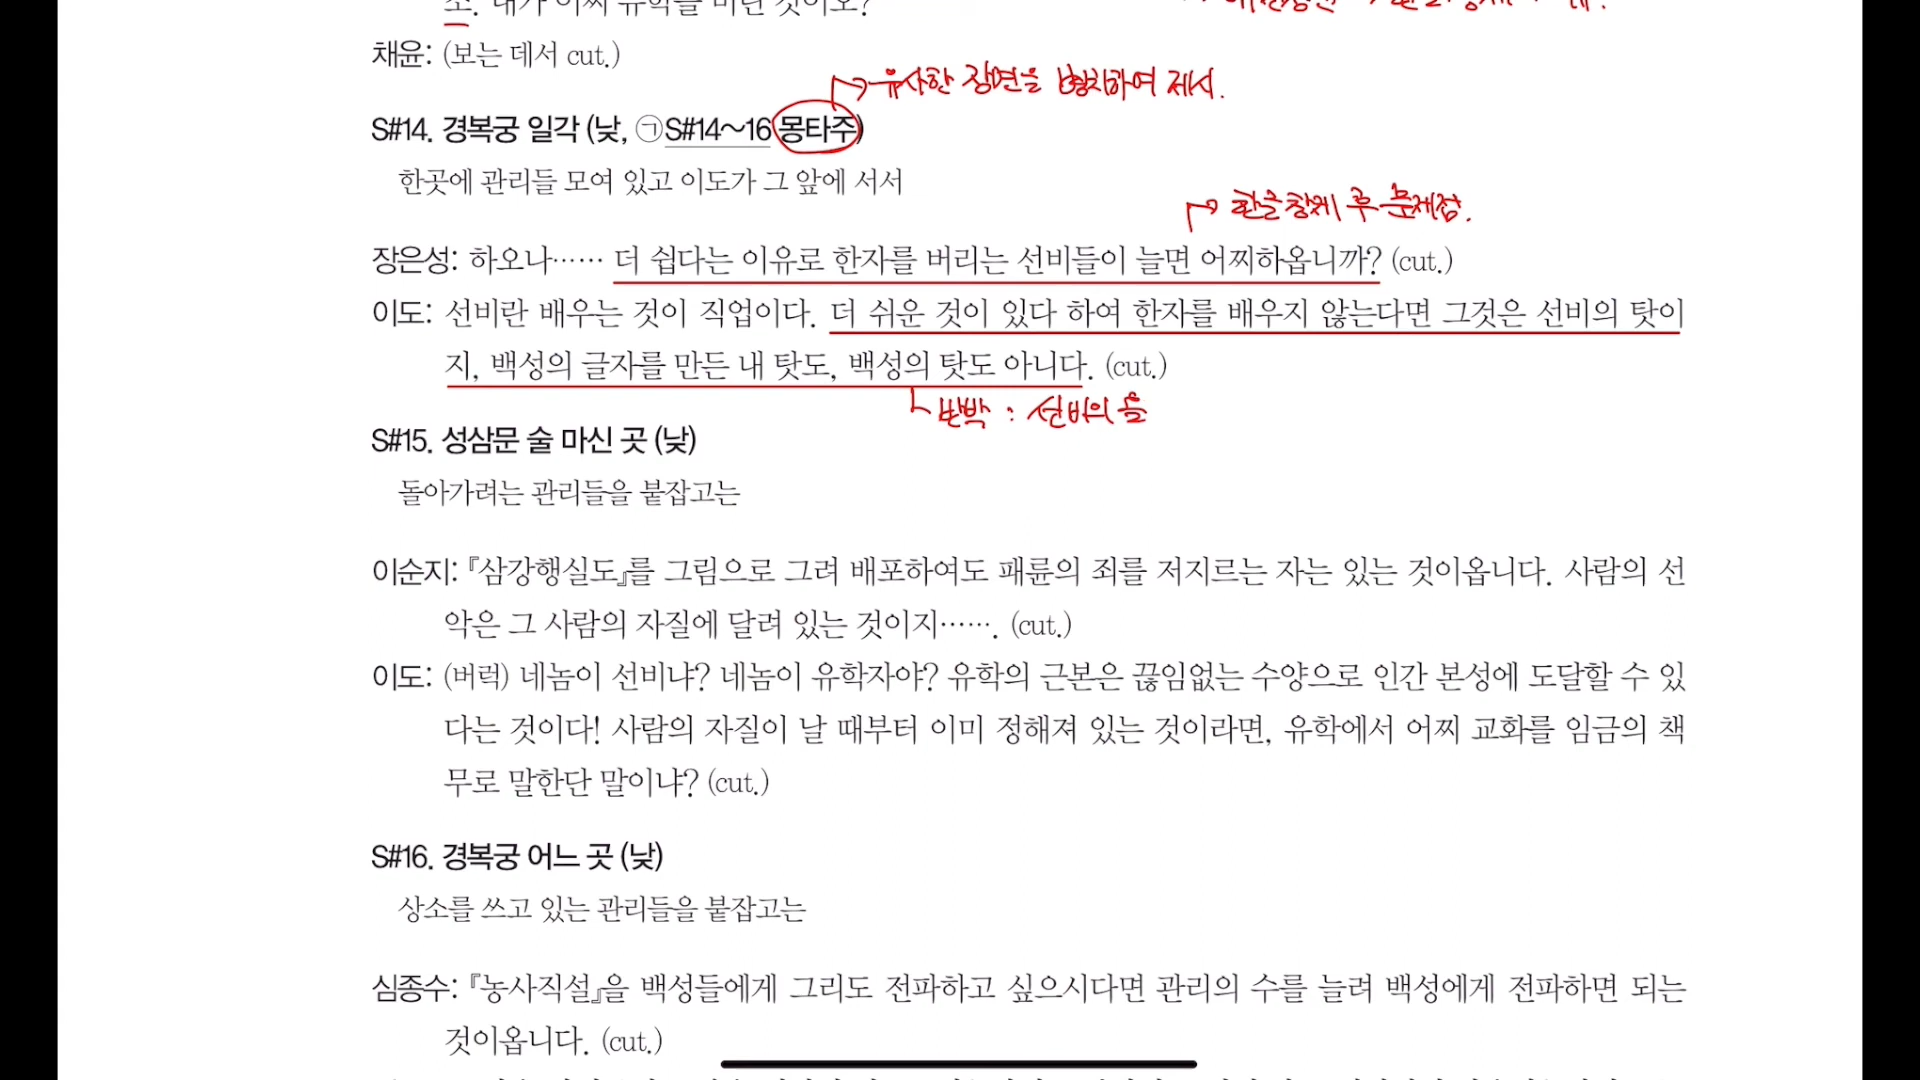 소. 내가 어찌 유학을 버린 것이오?
채윤: (보는 데서 cut.)
유사한 장면을 병치하여 제시.
S#14. 경복궁 일각 (낮, ㉠S#14~16 몽타주)
한곳에 관리들 모여 있고 이도가 그 앞에 서서
한글 창제 후 문제점.
장은성: 하오나…… 더 쉽다는 이유로 한자를 버리는 선비들이 늘면 어찌하옵니까? (cut.)
이도: 선비란 배우는 것이 직업이다. 더 쉬운 것이 있다 하여 한자를 배우지 않는다면 그것은 선비의 탓이
지, 백성의 글자를 만든 내 탓도, 백성의 탓도 아니다. (cut.)
반박 : 선비의 몫
S#15. 성삼문 술 마신 곳 (낮)
돌아가려는 관리들을 붙잡고는
이순지: 『삼강행실도』를 그림으로 그려 배포하여도 패륜의 죄를 저지르는 자는 있는 것이옵니다. 사람의 선
악은 그 사람의 자질에 달려 있는 것이지……. (cut.)
이도: (버럭) 네놈이 선비냐? 네놈이 유학자야? 유학의 근본은 끊임없는 수양으로 인간 본성에 도달할 수 있
다는 것이다! 사람의 자질이 날 때부터 이미 정해져 있는 것이라면, 유학에서 어찌 교화를 임금의 책
무로 말한단 말이냐? (cut.)
S#16. 경복궁 어느 곳 (낮)
상소를 쓰고 있는 관리들을 붙잡고는
심종수: 『농사직설』을 백성들에게 그리도 전파하고 싶으시다면 관리의 수를 늘려 백성에게 전파하면 되는
것이옵니다. (cut.)